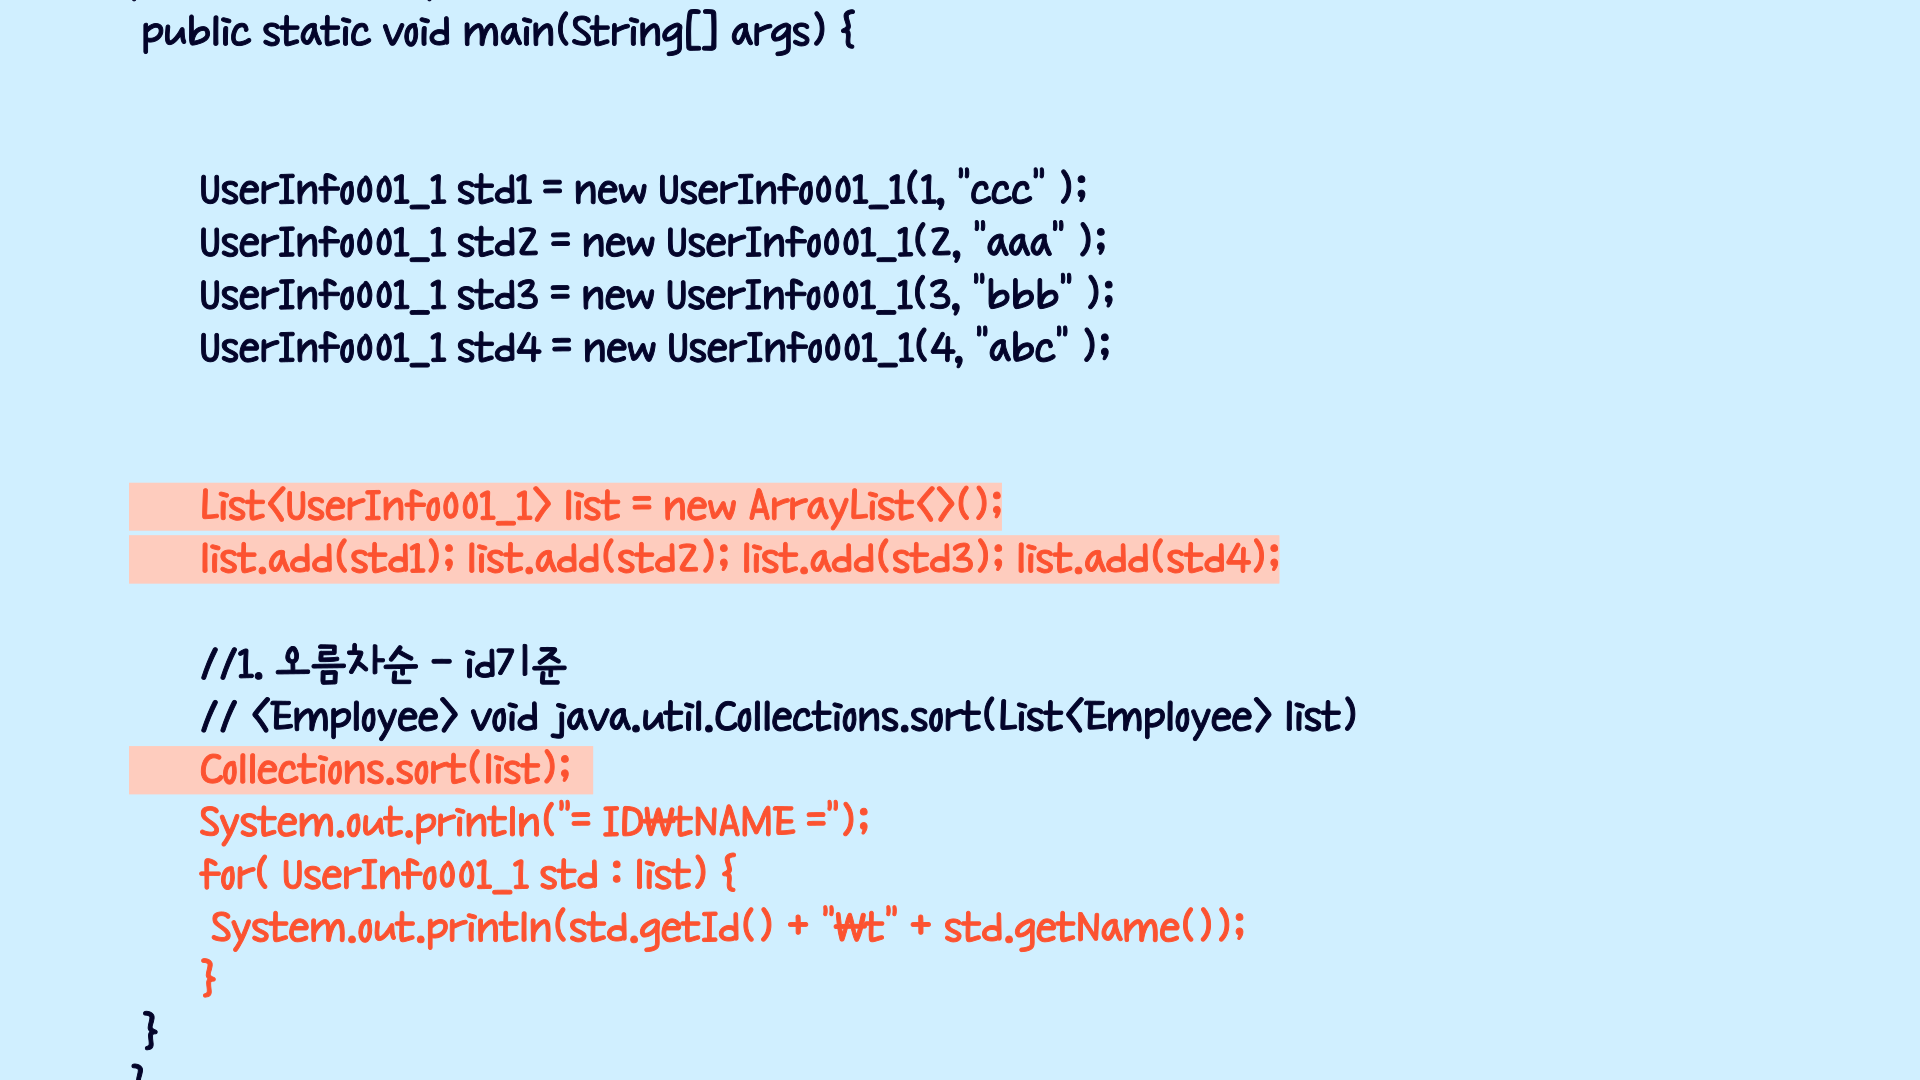 public static void main(String[] args) {
UserInfo001_1 std1 = new UserInfo001_1(1, "ccc" );
UserInfo001_1 std2 = new UserInfo001_1(2, "aaa" );
UserInfo001_1 std3 = new UserInfo001_1(3, "bbb" );
UserInfo001_1 std4 = new UserInfo001_1(4, "abc" );
List<UserInfo001_1> list = new ArrayList<>();
list.add(std1); list.add(std2); list.add(std3); list.add(std4);
//1. 오름차순 - id기준
// <Employee> void java.util.Collections.sort(List<Employee> list)
Collections.sort(list);
System.out.println("= ID₩tNAME =");
for( UserInfo001_1 std : list) {
System.out.println(std.getId() + "₩t" + std.getName());
}
}
}